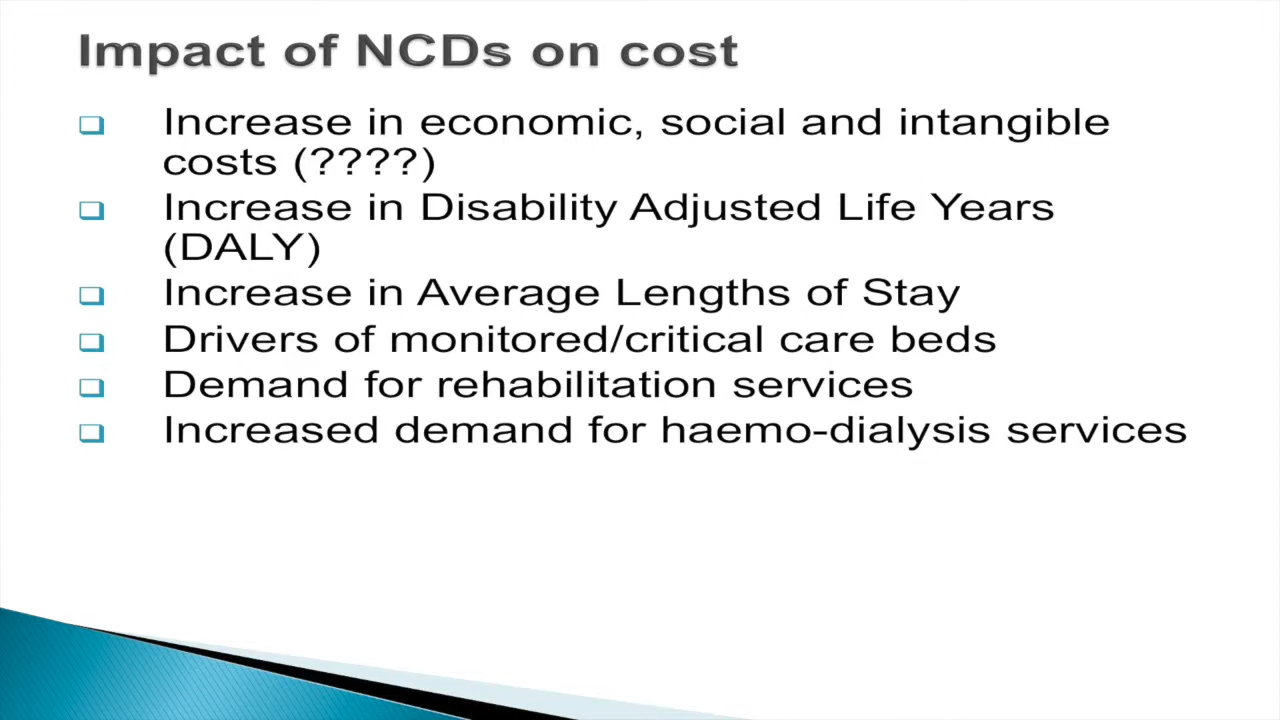 Impact of NCDs on cost
Increase in economic, social and intangible
costs (????)
Increase in Disability Adjusted Life Years
(DALY)
Increase in Average Lengths of Stay
Drivers of monitored/critical care beds
Demand for rehabilitation services
Increased demand for haemo-dialysis services